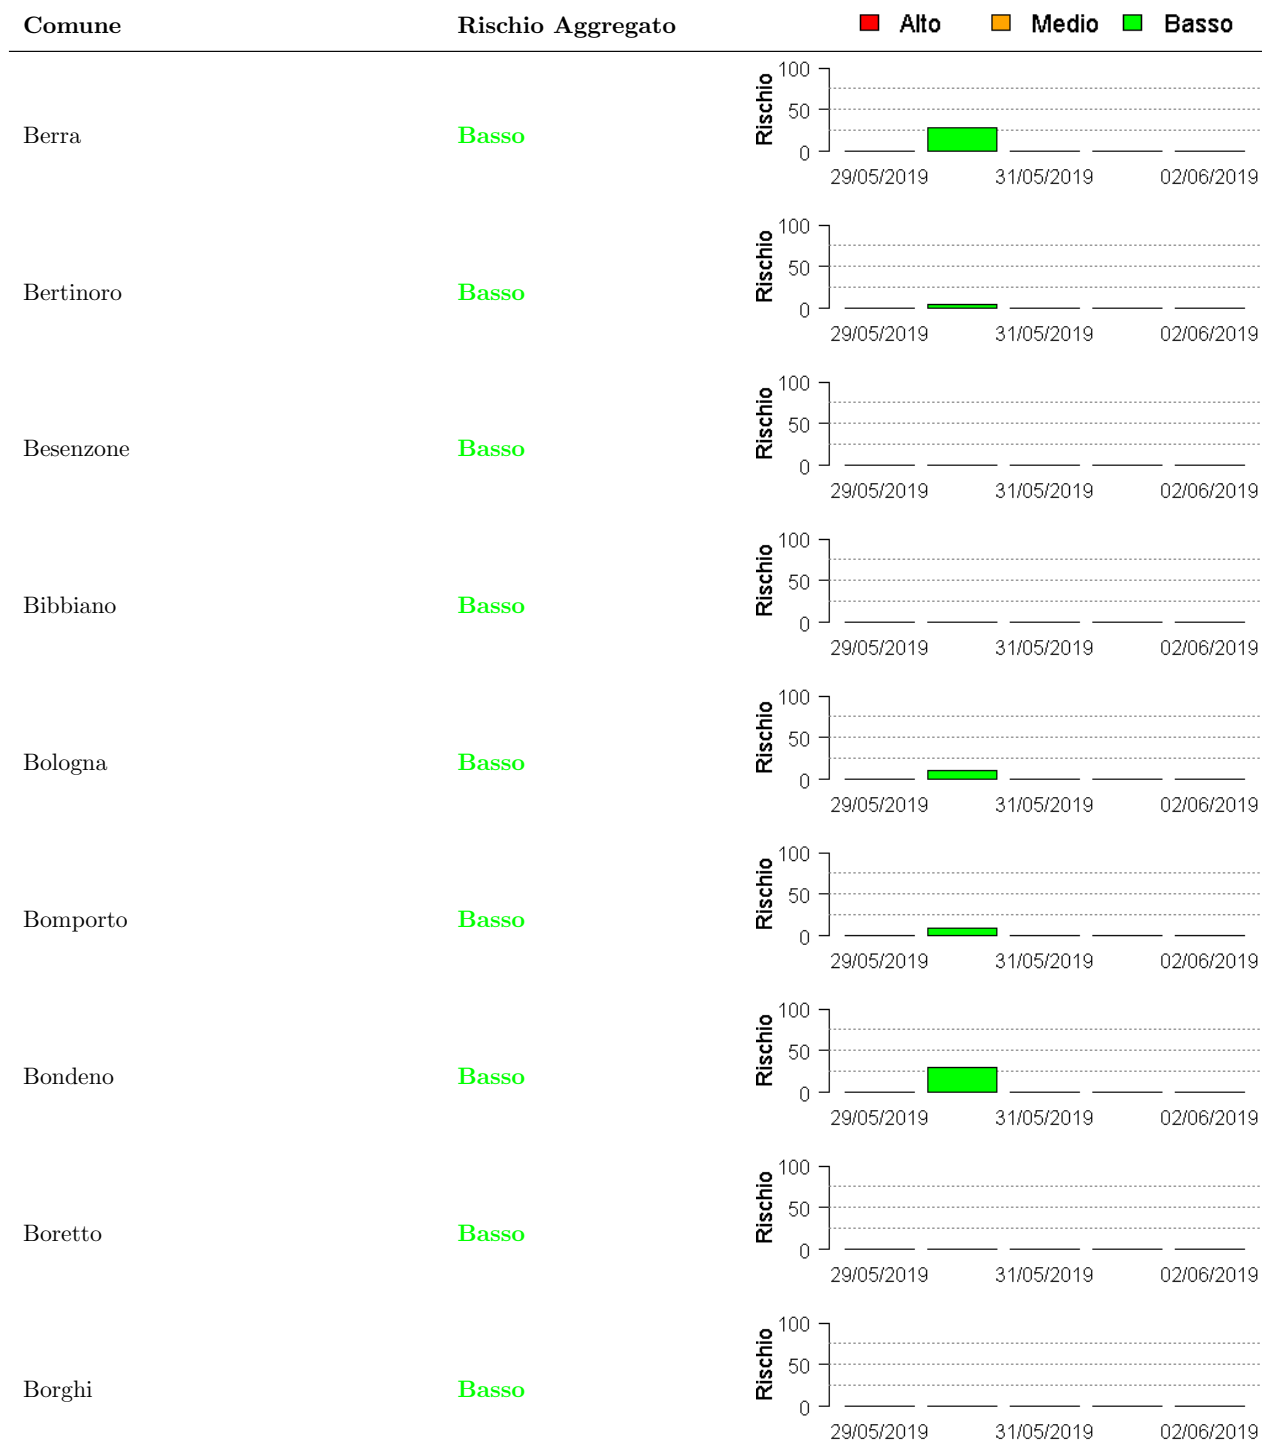 Comune Rischio Aggregato Alto Medio Basso
Berra Basso Rischio 100 50 0
29/05/2019 31/05/2019 02/06/2019
Bertinoro Basso Rischio 100 50 0
29/05/2019 31/05/2019 02/06/2019
Besenzone Basso Rischio 100 50 0
29/05/2019 31/05/2019 02/06/2019
Bibbiano Basso Rischio 100 50 0
29/05/2019 31/05/2019 02/06/2019
Bologna Basso Rischio 100 50 0
29/05/2019 31/05/2019 02/06/2019
Bomporto Basso Rischio 100 50 0
29/05/2019 31/05/2019 02/06/2019
Bondeno Basso Rischio 100 50 0
29/05/2019 31/05/2019 02/06/2019
Boretto Basso Rischio 100 50 0
29/05/2019 31/05/2019 02/06/2019
Borghi Basso Rischio 100 50 0
29/05/2019 31/05/2019 02/06/2019